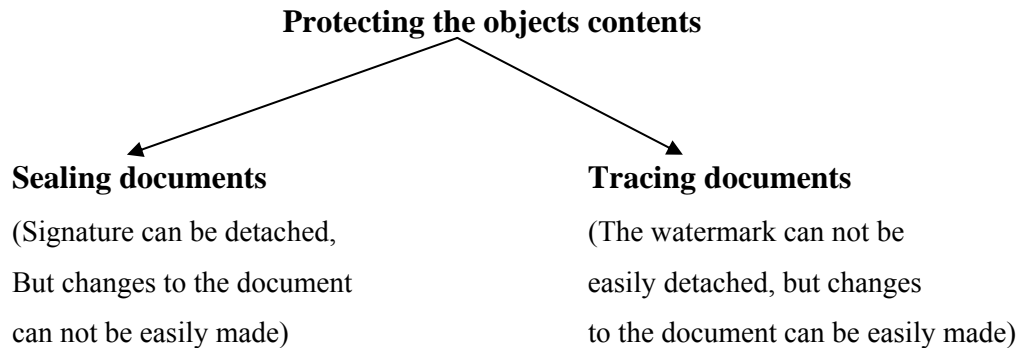 Protecting the objects contents
Sealing documents
(Signature can be detached,
But changes to the document
can not be easily made)
Tracing documents
(The watermark can not be
easily detached, but changes
to the document can be easily made)